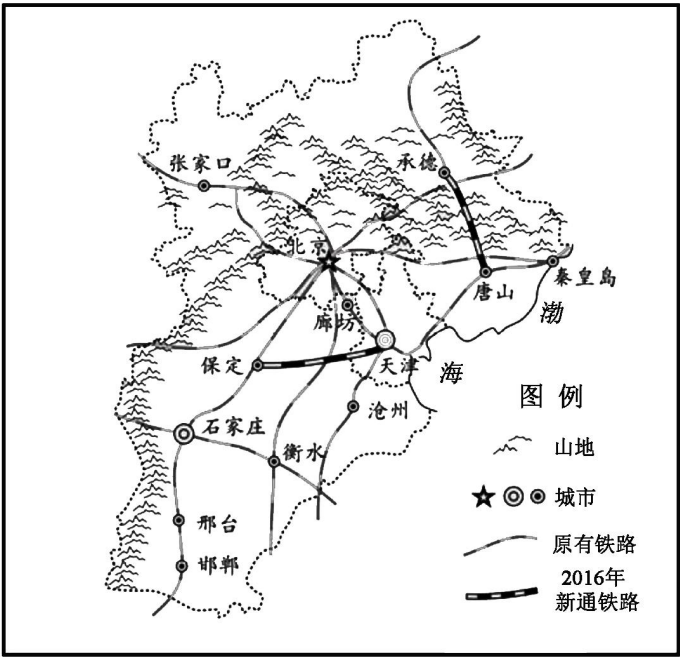 张家口
承德
北京
秦皇岛
唐山
渤
海
廊坊
保定
天津
沧州
石家庄
衡水
邢台
邯郸
图 例
山地
城市
原有铁路
2016年
新通铁路